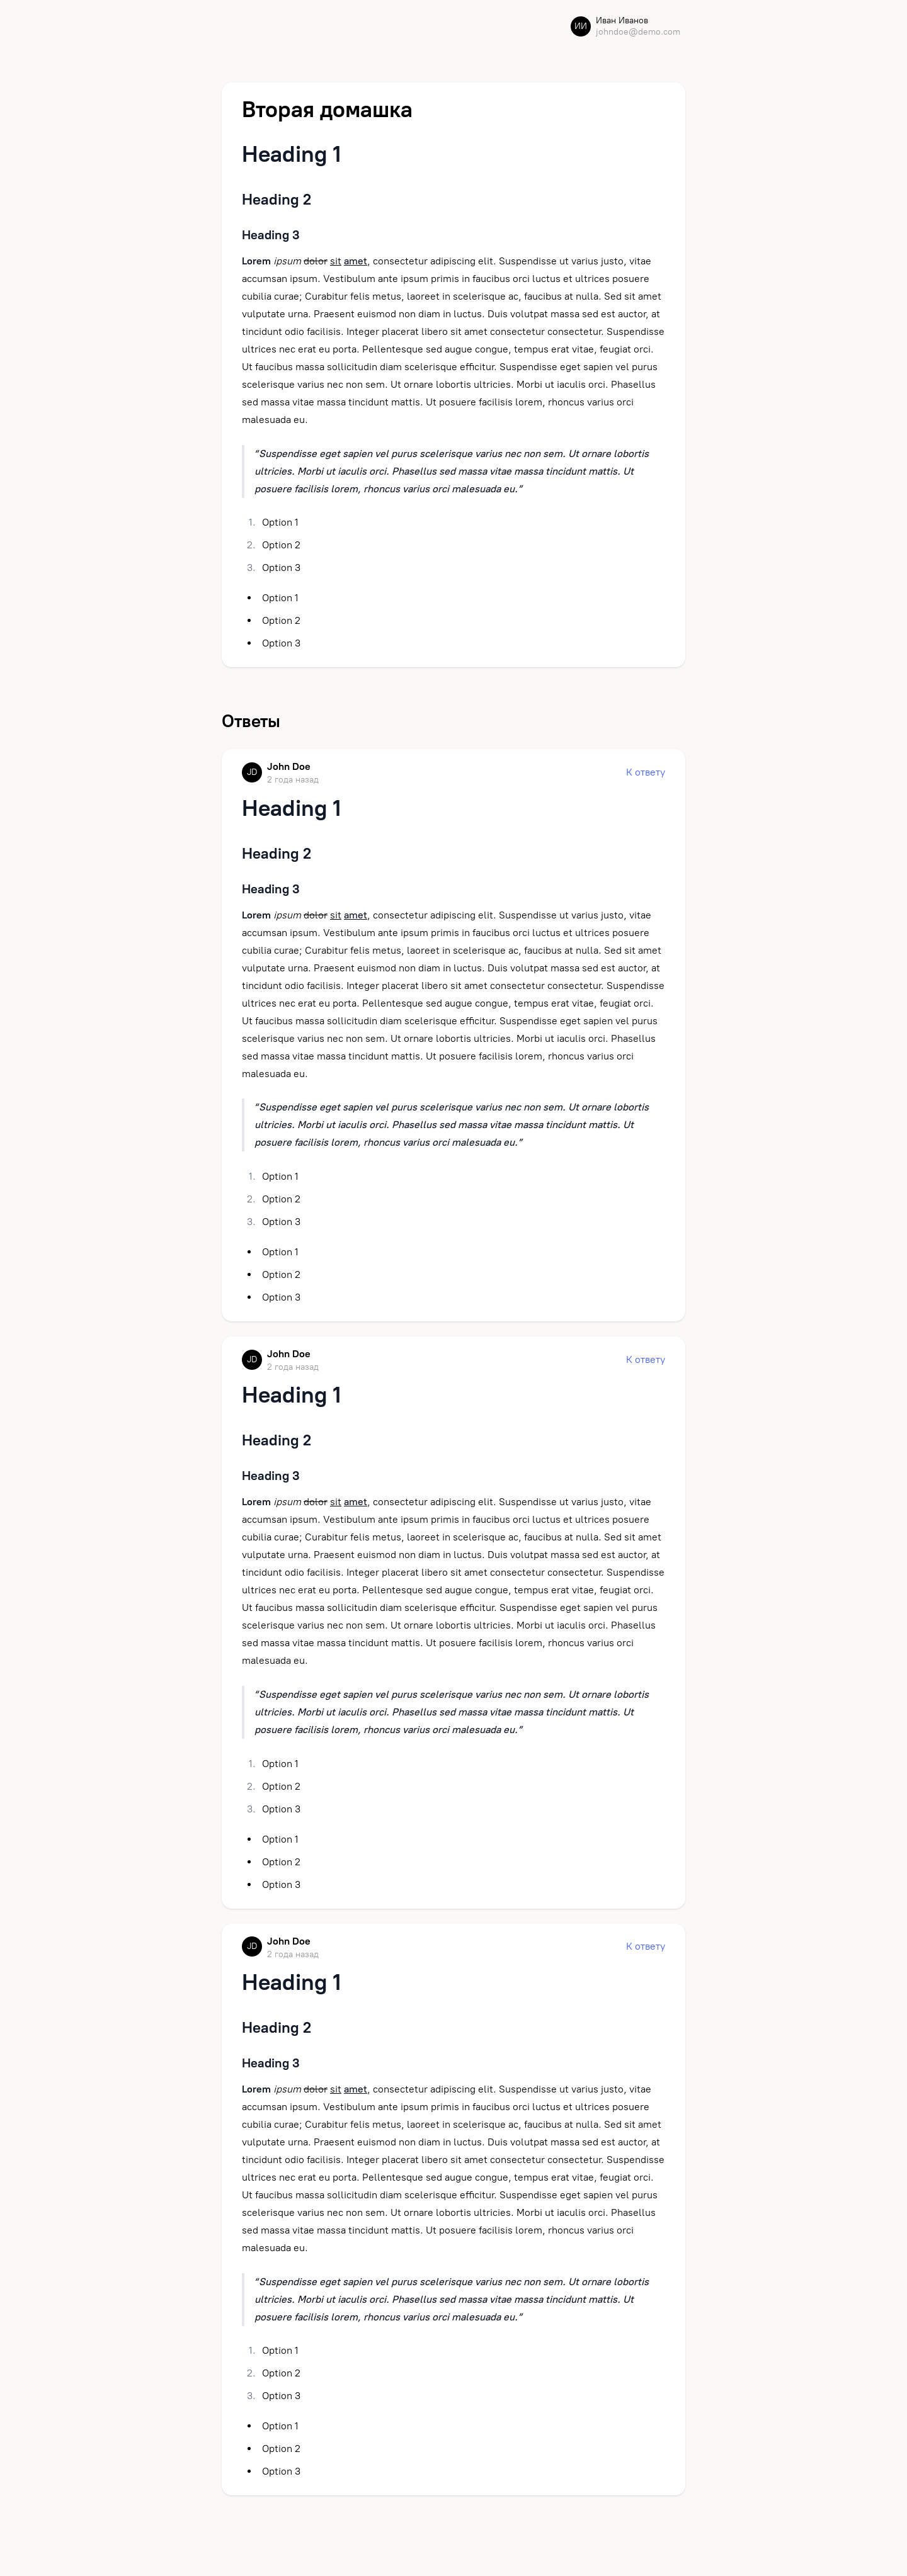 ИИ
Иван Иванов
johndoe@demo.com
Вторая домашка
Heading 1
Heading 2
Heading 3
Lorem ipsum dolor sit amet, consectetur adipiscing elit. Suspendisse ut varius justo, vitae
accumsan ipsum. Vestibulum ante ipsum primis in faucibus orci luctus et ultrices posuere
cubilia curae; Curabitur felis metus, laoreet in scelerisque ac, faucibus at nulla. Sed sit amet
vulputate urna. Praesent euismod non diam in luctus. Duis volutpat massa sed est auctor, at
tincidunt odio facilisis. Integer placerat libero sit amet consectetur consectetur. Suspendisse
ultrices nec erat eu porta. Pellentesque sed augue congue, tempus erat vitae, feugiat orci.
Ut faucibus massa sollicitudin diam scelerisque efficitur. Suspendisse eget sapien vel purus
scelerisque varius nec non sem. Ut ornare lobortis ultricies. Morbi ut iaculis orci. Phasellus
sed massa vitae massa tincidunt mattis. Ut posuere facilisis lorem, rhoncus varius orci
malesuada eu.
“Suspendisse eget sapien vel purus scelerisque varius nec non sem. Ut ornare lobortis
ultricies. Morbi ut iaculis orci. Phasellus sed massa vitae massa tincidunt mattis. Ut
posuere facilisis lorem, rhoncus varius orci malesuada eu.”
1. Option 1
2. Option 2
3. Option 3
• Option 1
• Option 2
• Option 3
Ответы
JD
John Doe
2 года назад
К ответу
Heading 1
Heading 2
Heading 3
Lorem ipsum dolor sit amet, consectetur adipiscing elit. Suspendisse ut varius justo, vitae
accumsan ipsum. Vestibulum ante ipsum primis in faucibus orci luctus et ultrices posuere
cubilia curae; Curabitur felis metus, laoreet in scelerisque ac, faucibus at nulla. Sed sit amet
vulputate urna. Praesent euismod non diam in luctus. Duis volutpat massa sed est auctor, at
tincidunt odio facilisis. Integer placerat libero sit amet consectetur consectetur. Suspendisse
ultrices nec erat eu porta. Pellentesque sed augue congue, tempus erat vitae, feugiat orci.
Ut faucibus massa sollicitudin diam scelerisque efficitur. Suspendisse eget sapien vel purus
scelerisque varius nec non sem. Ut ornare lobortis ultricies. Morbi ut iaculis orci. Phasellus
sed massa vitae massa tincidunt mattis. Ut posuere facilisis lorem, rhoncus varius orci
malesuada eu.
“Suspendisse eget sapien vel purus scelerisque varius nec non sem. Ut ornare lobortis
ultricies. Morbi ut iaculis orci. Phasellus sed massa vitae massa tincidunt mattis. Ut
posuere facilisis lorem, rhoncus varius orci malesuada eu.”
1. Option 1
2. Option 2
3. Option 3
• Option 1
• Option 2
• Option 3
JD
John Doe
2 года назад
К ответу
Heading 1
Heading 2
Heading 3
Lorem ipsum dolor sit amet, consectetur adipiscing elit. Suspendisse ut varius justo, vitae
accumsan ipsum. Vestibulum ante ipsum primis in faucibus orci luctus et ultrices posuere
cubilia curae; Curabitur felis metus, laoreet in scelerisque ac, faucibus at nulla. Sed sit amet
vulputate urna. Praesent euismod non diam in luctus. Duis volutpat massa sed est auctor, at
tincidunt odio facilisis. Integer placerat libero sit amet consectetur consectetur. Suspendisse
ultrices nec erat eu porta. Pellentesque sed augue congue, tempus erat vitae, feugiat orci.
Ut faucibus massa sollicitudin diam scelerisque efficitur. Suspendisse eget sapien vel purus
scelerisque varius nec non sem. Ut ornare lobortis ultricies. Morbi ut iaculis orci. Phasellus
sed massa vitae massa tincidunt mattis. Ut posuere facilisis lorem, rhoncus varius orci
malesuada eu.
“Suspendisse eget sapien vel purus scelerisque varius nec non sem. Ut ornare lobortis
ultricies. Morbi ut iaculis orci. Phasellus sed massa vitae massa tincidunt mattis. Ut
posuere facilisis lorem, rhoncus varius orci malesuada eu.”
1. Option 1
2. Option 2
3. Option 3
• Option 1
• Option 2
• Option 3
JD
John Doe
2 года назад
К ответу
Heading 1
Heading 2
Heading 3
Lorem ipsum dolor sit amet, consectetur adipiscing elit. Suspendisse ut varius justo, vitae
accumsan ipsum. Vestibulum ante ipsum primis in faucibus orci luctus et ultrices posuere
cubilia curae; Curabitur felis metus, laoreet in scelerisque ac, faucibus at nulla. Sed sit amet
vulputate urna. Praesent euismod non diam in luctus. Duis volutpat massa sed est auctor, at
tincidunt odio facilisis. Integer placerat libero sit amet consectetur consectetur. Suspendisse
ultrices nec erat eu porta. Pellentesque sed augue congue, tempus erat vitae, feugiat orci.
Ut faucibus massa sollicitudin diam scelerisque efficitur. Suspendisse eget sapien vel purus
scelerisque varius nec non sem. Ut ornare lobortis ultricies. Morbi ut iaculis orci. Phasellus
sed massa vitae massa tincidunt mattis. Ut posuere facilisis lorem, rhoncus varius orci
malesuada eu.
“Suspendisse eget sapien vel purus scelerisque varius nec non sem. Ut ornare lobortis
ultricies. Morbi ut iaculis orci. Phasellus sed massa vitae massa tincidunt mattis. Ut
posuere facilisis lorem, rhoncus varius orci malesuada eu.”
1. Option 1
2. Option 2
3. Option 3
• Option 1
• Option 2
• Option 3